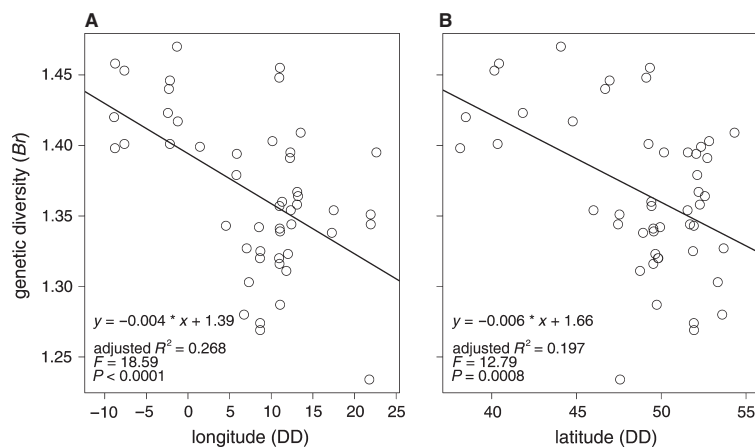 A
B
genetic diversity (Br)
1.45
1.40
1.35
1.30
1.25
y = −0.004 * x + 1.39
adjusted R² = 0.268
F = 18.59
P < 0.0001
y = −0.006 * x + 1.66
adjusted R² = 0.197
F = 12.79
P = 0.0008
−10 −5 0 5 10 15 20 25
40 45 50 55
longitude (DD)
latitude (DD)